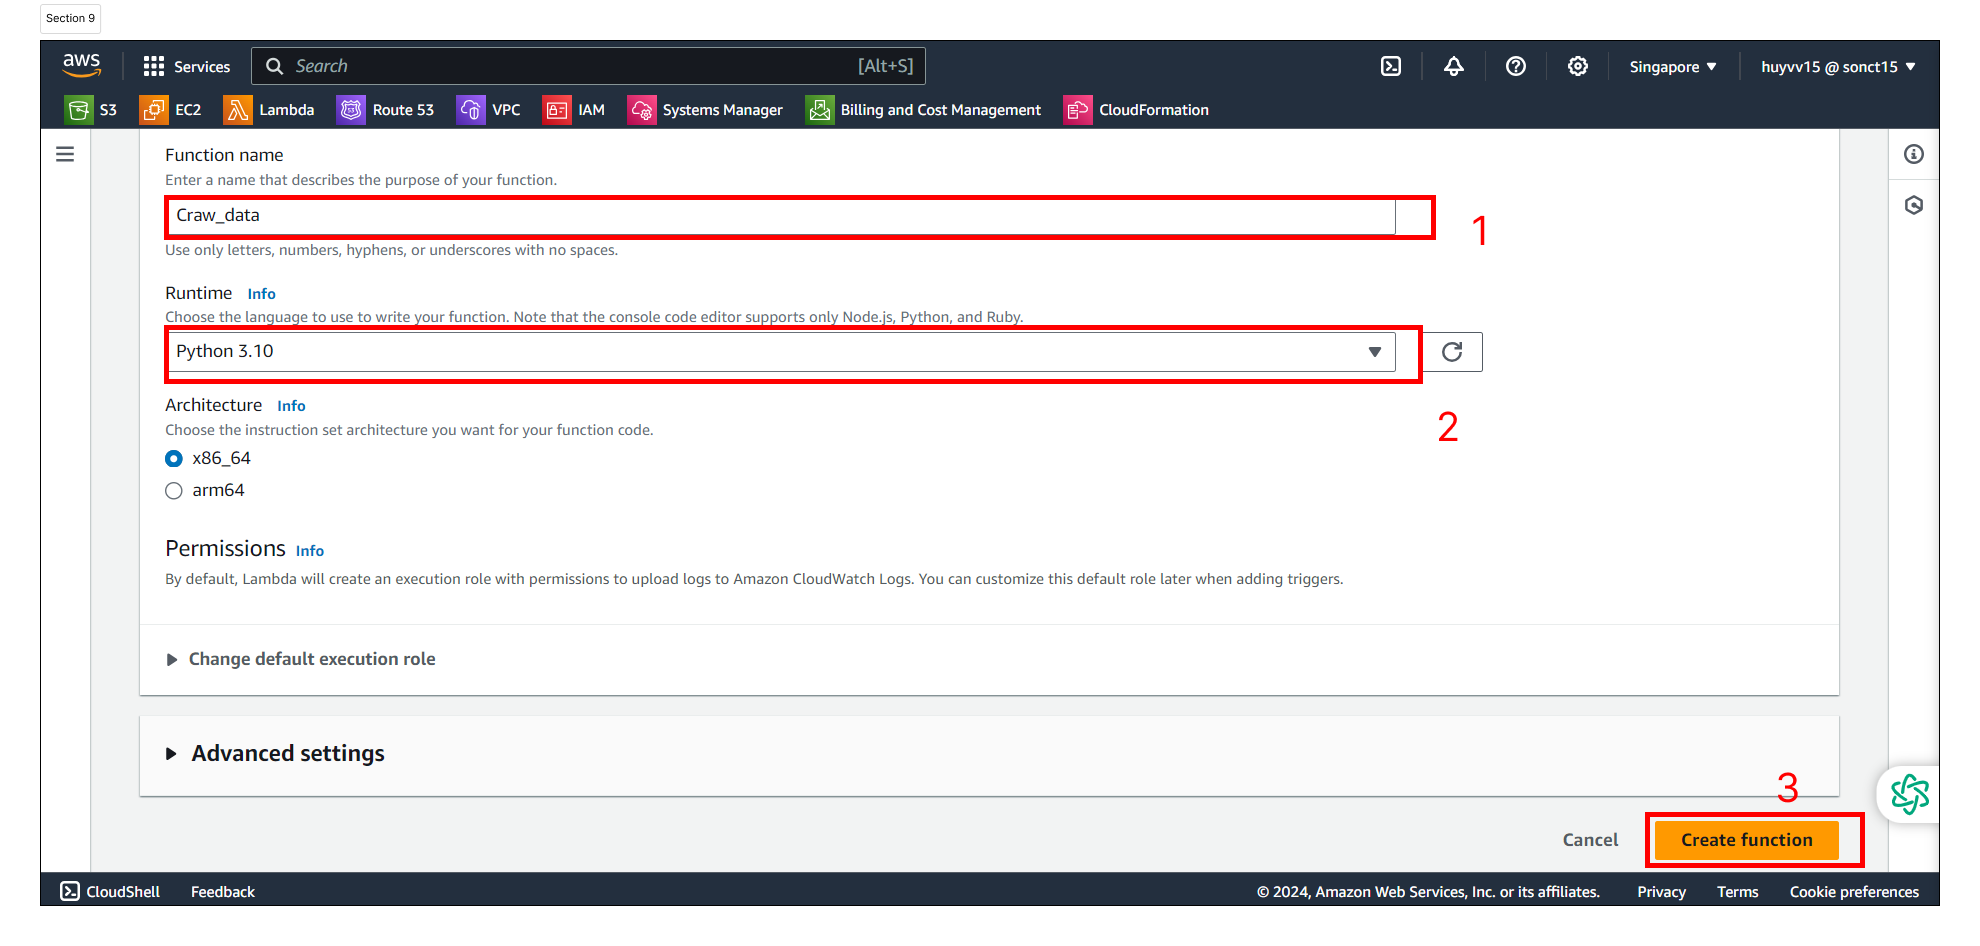 Section 9
aws Services Search [Alt+S] Singapore huyvv15 @ sonct15
S3 EC2 Lambda Route 53 VPC IAM Systems Manager Billing and Cost Management CloudFormation
Function name
Enter a name that describes the purpose of your function.
Craw_data
1
Use only letters, numbers, hyphens, or underscores with no spaces.
Runtime Info
Choose the language to use to write your function. Note that the console code editor supports only Node.js, Python, and Ruby.
Python 3.10
Architecture Info
2
Choose the instruction set architecture you want for your function code.
x86_64
arm64
Permissions Info
By default, Lambda will create an execution role with permissions to upload logs to Amazon CloudWatch Logs. You can customize this default role later when adding triggers.
Change default execution role
Advanced settings
3
Cancel Create function
CloudShell Feedback © 2024, Amazon Web Services, Inc. or its affiliates. Privacy Terms Cookie preferences